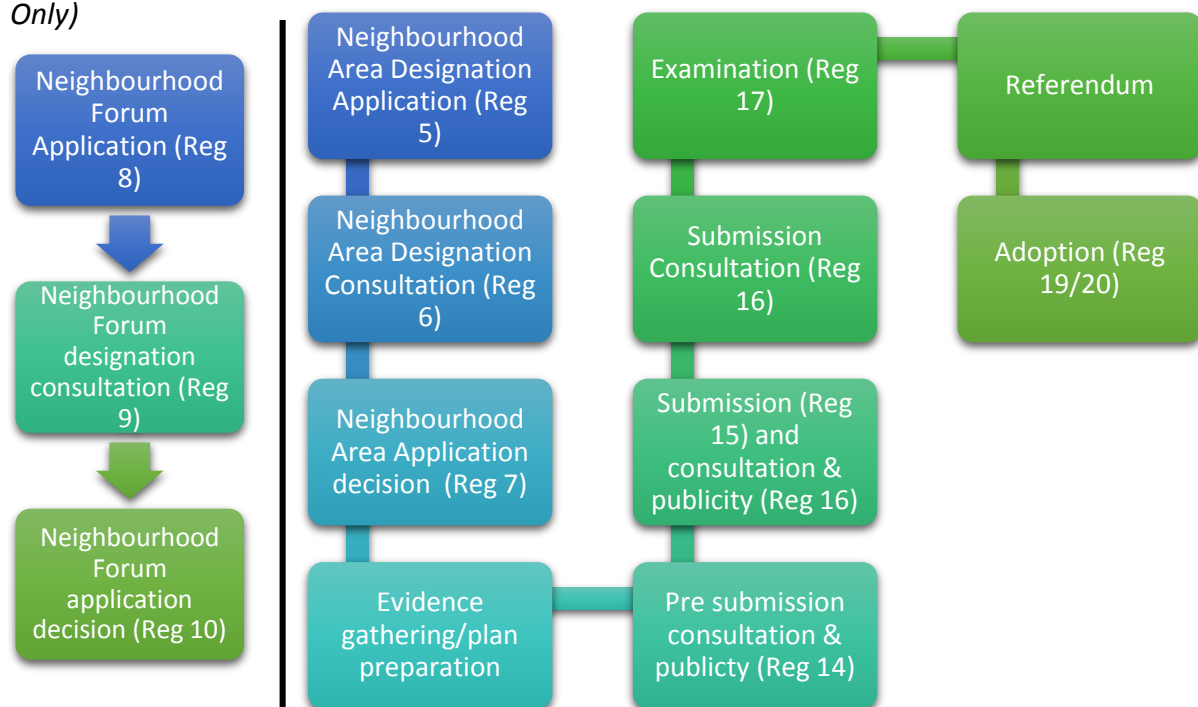 Only)
Neighbourhood
Forum
Application (Reg
8)
Neighbourhood
Forum
designation
consultation (Reg
9)
Neighbourhood
Forum
application
decision (Reg 10)
Neighbourhood
Area Designation
Application (Reg
5)
Neighbourhood
Area Designation
Consultation (Reg
6)
Neighbourhood
Area Application
decision  (Reg 7)
Evidence
gathering/plan
preparation
Pre submission
consultation &
publicty (Reg 14)
Submission (Reg
15) and
consultation &
publicity (Reg 16)
Submission
Consultation (Reg
16)
Examination (Reg
17)
Referendum
Adoption (Reg
19/20)